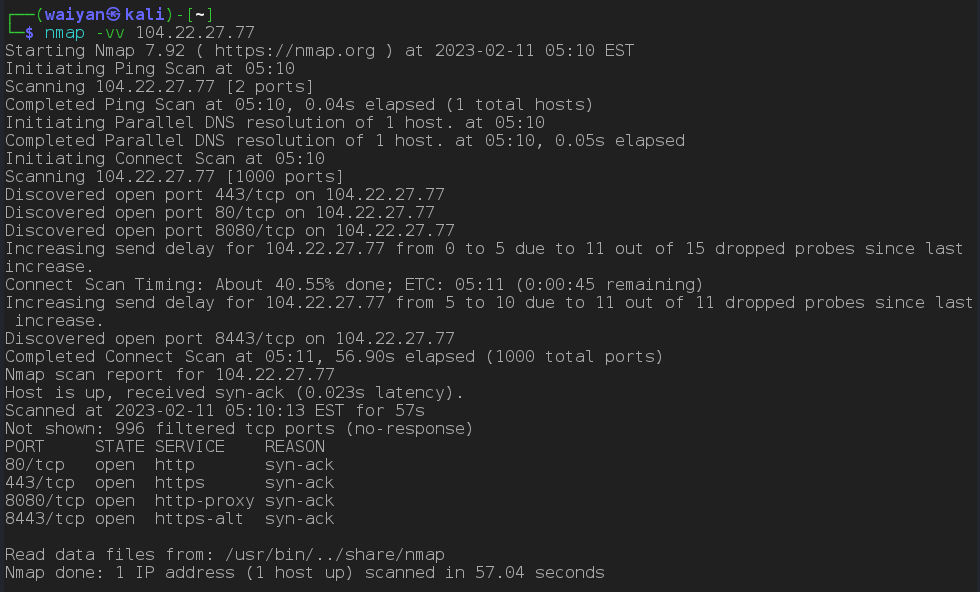 ┌──(waiyan㉿kali)-[~]
└─$ nmap -vv 104.22.27.77
Starting Nmap 7.92 ( https://nmap.org ) at 2023-02-11 05:10 EST
Initiating Ping Scan at 05:10
Scanning 104.22.27.77 [2 ports]
Completed Ping Scan at 05:10, 0.04s elapsed (1 total hosts)
Initiating Parallel DNS resolution of 1 host. at 05:10
Completed Parallel DNS resolution of 1 host. at 05:10, 0.05s elapsed
Initiating Connect Scan at 05:10
Scanning 104.22.27.77 [1000 ports]
Discovered open port 443/tcp on 104.22.27.77
Discovered open port 80/tcp on 104.22.27.77
Discovered open port 8080/tcp on 104.22.27.77
Increasing send delay for 104.22.27.77 from 0 to 5 due to 11 out of 15 dropped probes since last
increase.
Connect Scan Timing: About 40.55% done; ETC: 05:11 (0:00:45 remaining)
Increasing send delay for 104.22.27.77 from 5 to 10 due to 11 out of 11 dropped probes since last
 increase.
Discovered open port 8443/tcp on 104.22.27.77
Completed Connect Scan at 05:11, 56.90s elapsed (1000 total ports)
Nmap scan report for 104.22.27.77
Host is up, received syn-ack (0.023s latency).
Scanned at 2023-02-11 05:10:13 EST for 57s
Not shown: 996 filtered tcp ports (no-response)
PORT     STATE SERVICE    REASON
80/tcp   open  http       syn-ack
443/tcp  open  https      syn-ack
8080/tcp open  http-proxy syn-ack
8443/tcp open  https-alt  syn-ack

Read data files from: /usr/bin/../share/nmap
Nmap done: 1 IP address (1 host up) scanned in 57.04 seconds